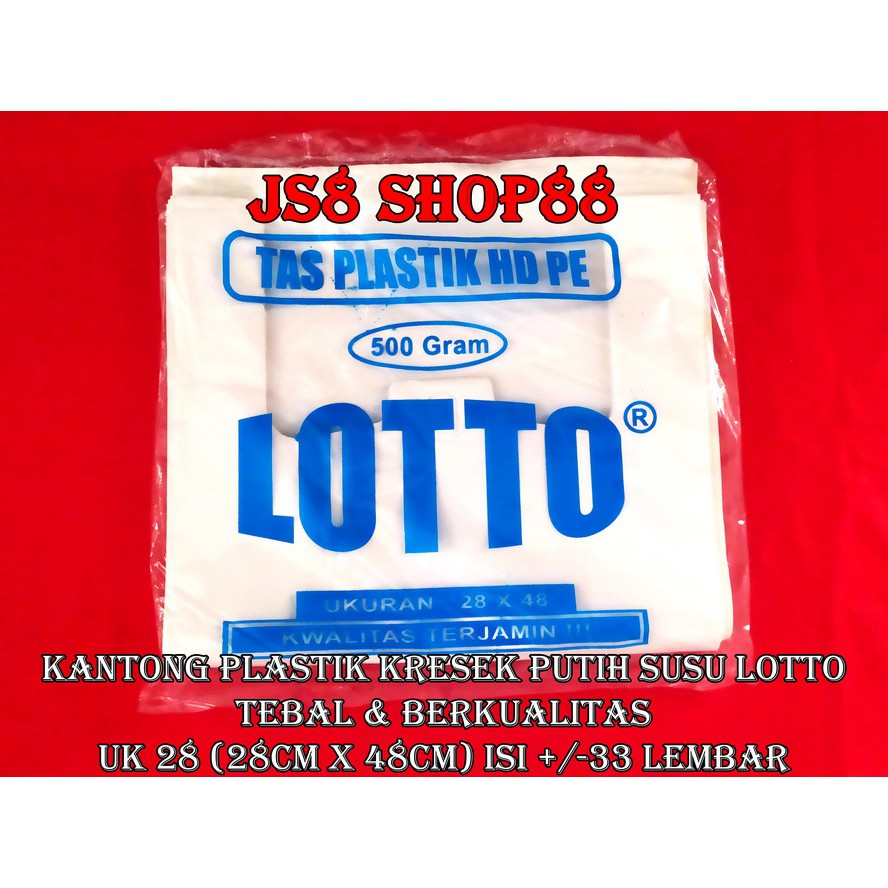 JS8 SHOP88
TAS PLASTIK HD PE
500 Gram
LOTTO®
UKURAN 28 X 48
KWALITAS TERJAMIN !!!
KANTONG PLASTIK KRESEK PUTIH SUSU LOTTO
TEBAL & BERKUALITAS
UK 28 (28CM X 48CM) ISI +/-33 LEMBAR